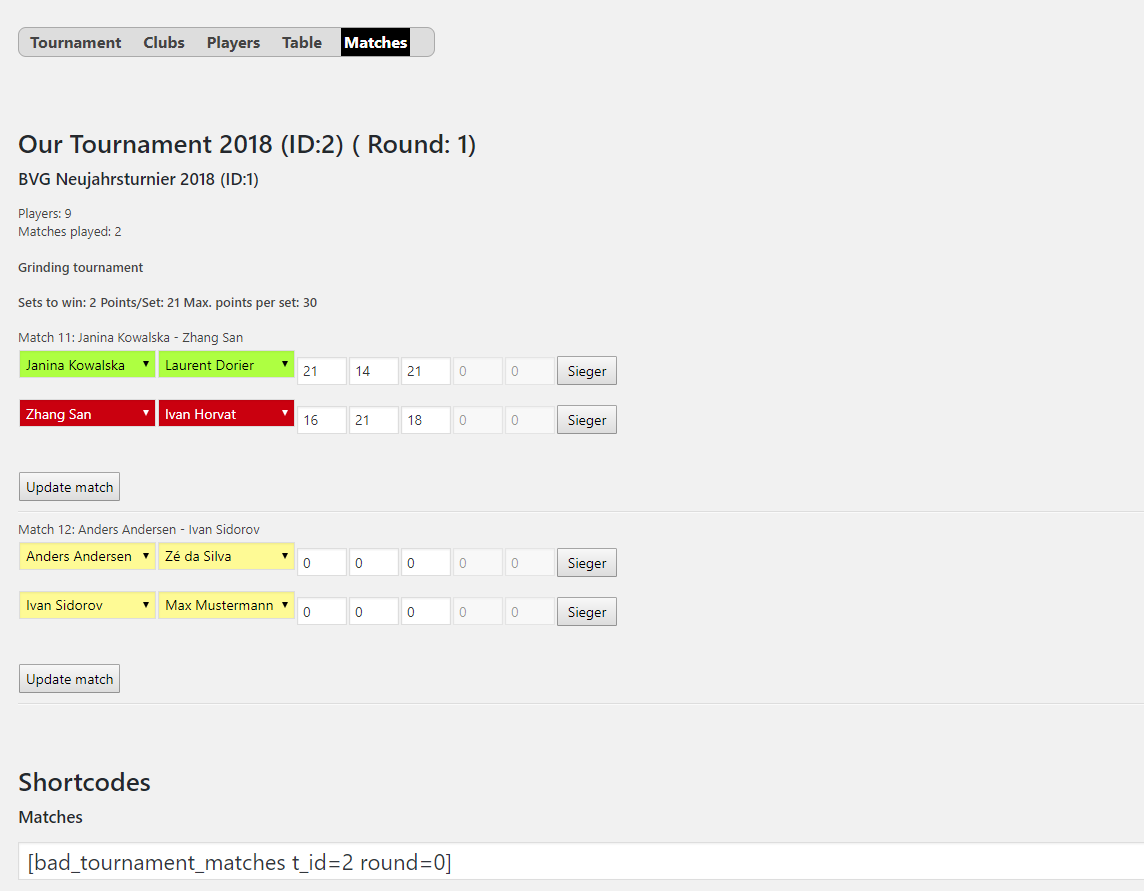 Tournament Clubs Players Table Matches
Our Tournament 2018 (ID:2) ( Round: 1)
BVG Neujahrsturnier 2018 (ID:1)
Players: 9
Matches played: 2
Grinding tournament
Sets to win: 2 Points/Set: 21 Max. points per set: 30
Match 11: Janina Kowalska - Zhang San
Janina Kowalska Laurent Dorier 21 14 21 0 0 Sieger
Zhang San Ivan Horvat 16 21 18 0 0 Sieger
Update match
Match 12: Anders Andersen - Ivan Sidorov
Anders Andersen Zé da Silva 0 0 0 0 0 Sieger
Ivan Sidorov Max Mustermann 0 0 0 0 0 Sieger
Update match
Shortcodes
Matches
[bad_tournament_matches t_id=2 round=0]